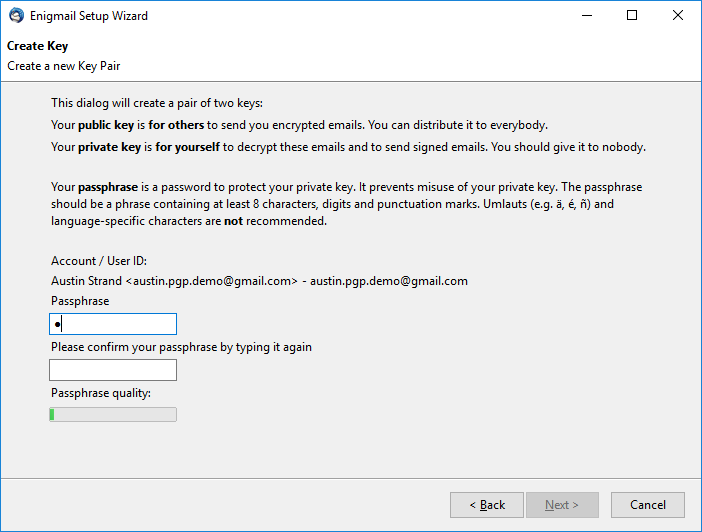 Enigmail Setup Wizard
Create Key
Create a new Key Pair
This dialog will create a pair of two keys:
Your public key is for others to send you encrypted emails. You can distribute it to everybody.
Your private key is for yourself to decrypt these emails and to send signed emails. You should give it to nobody.
Your passphrase is a password to protect your private key. It prevents misuse of your private key. The passphrase
should be a phrase containing at least 8 characters, digits and punctuation marks. Umlauts (e.g. ä, é, ñ) and
language-specific characters are not recommended.
Account / User ID:
Austin Strand <austin.pgp.demo@gmail.com> - austin.pgp.demo@gmail.com
Passphrase
●
Please confirm your passphrase by typing it again
Passphrase quality:
< Back Next > Cancel